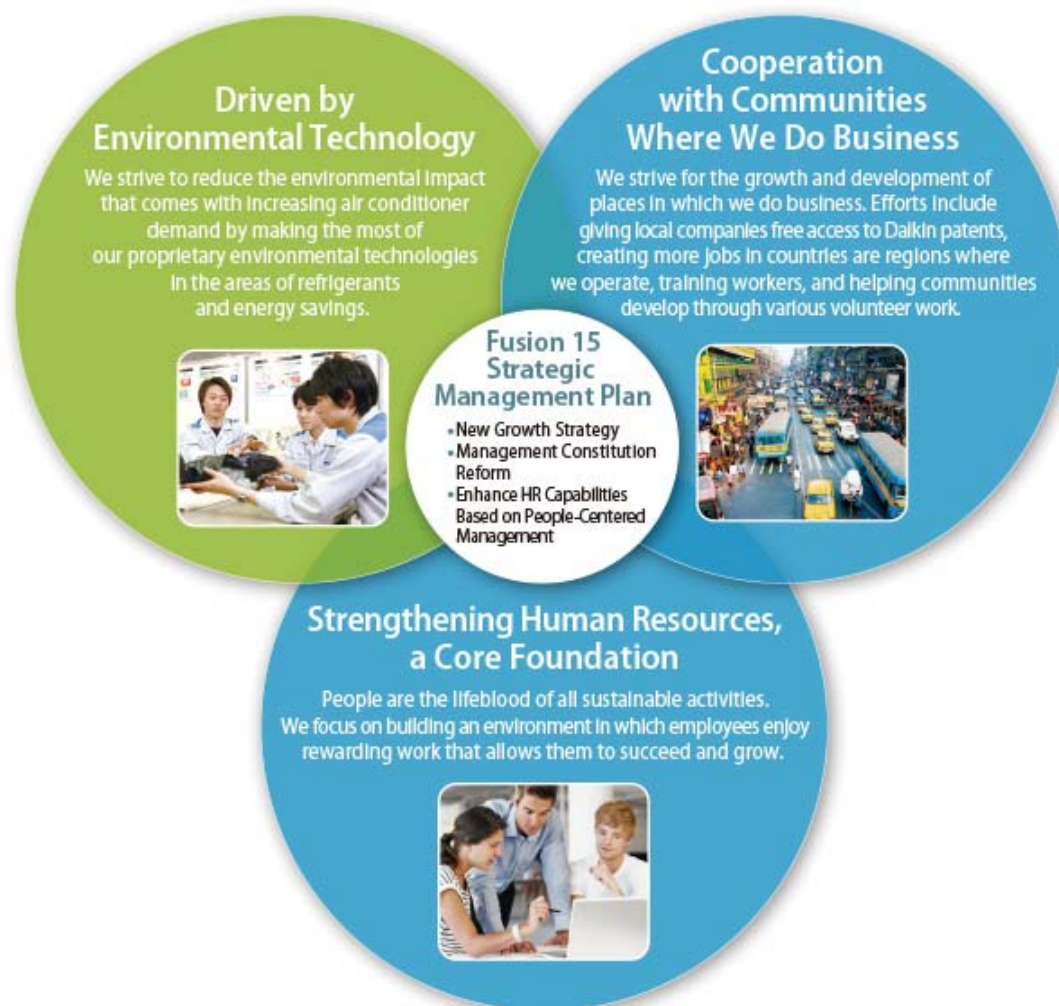 Driven by
Environmental Technology
We strive to reduce the environmental impact
that comes with increasing air conditioner
demand by making the most of
our proprietary environmental technologies
in the areas of refrigerants
and energy savings.
Cooperation
with Communities
Where We Do Business
We strive for the growth and development of
places in which we do business. Efforts include
giving local companies free access to Daikin patents,
creating more jobs in countries are regions where
we operate, training workers, and helping communities
develop through various volunteer work.
Fusion 15
Strategic
Management Plan
• New Growth Strategy
• Management Constitution
Reform
• Enhance HR Capabilities
Based on People-Centered
Management
Strengthening Human Resources,
a Core Foundation
People are the lifeblood of all sustainable activities.
We focus on building an environment in which employees enjoy
rewarding work that allows them to succeed and grow.